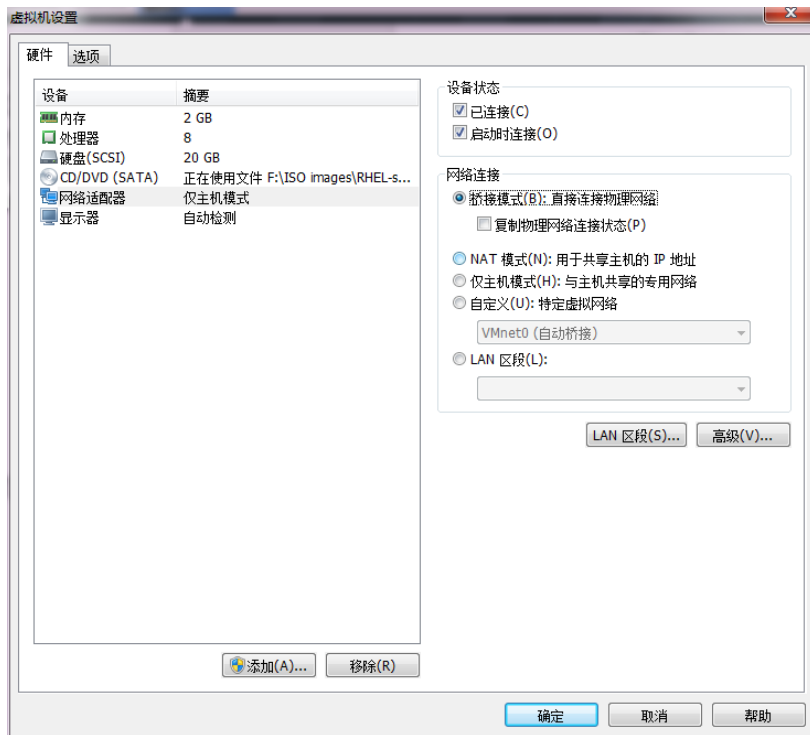 虚拟机设置
硬件 选项
设备 摘要
内存 2 GB
处理器 8
硬盘(SCSI) 20 GB
CD/DVD (SATA) 正在使用文件 F:\ISO images\RHEL-s...
网络适配器 仅主机模式
显示器 自动检测
添加(A)... 移除(R)
设备状态
已连接(C)
启动时连接(O)
网络连接
桥接模式(B): 直接连接物理网络
复制物理网络连接状态(P)
NAT 模式(N): 用于共享主机的 IP 地址
仅主机模式(H): 与主机共享的专用网络
自定义(U): 特定虚拟网络
VMnet0 (自动桥接)
LAN 区段(L):
LAN 区段(S)... 高级(V)...
确定 取消 帮助